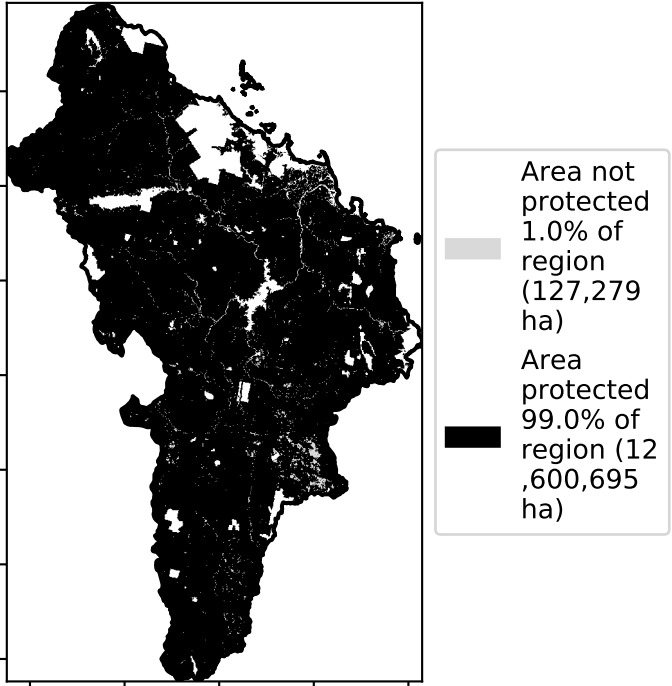 Area not
protected
1.0% of
region
(127,279
ha)
Area
protected
99.0% of
region (12
,600,695
ha)